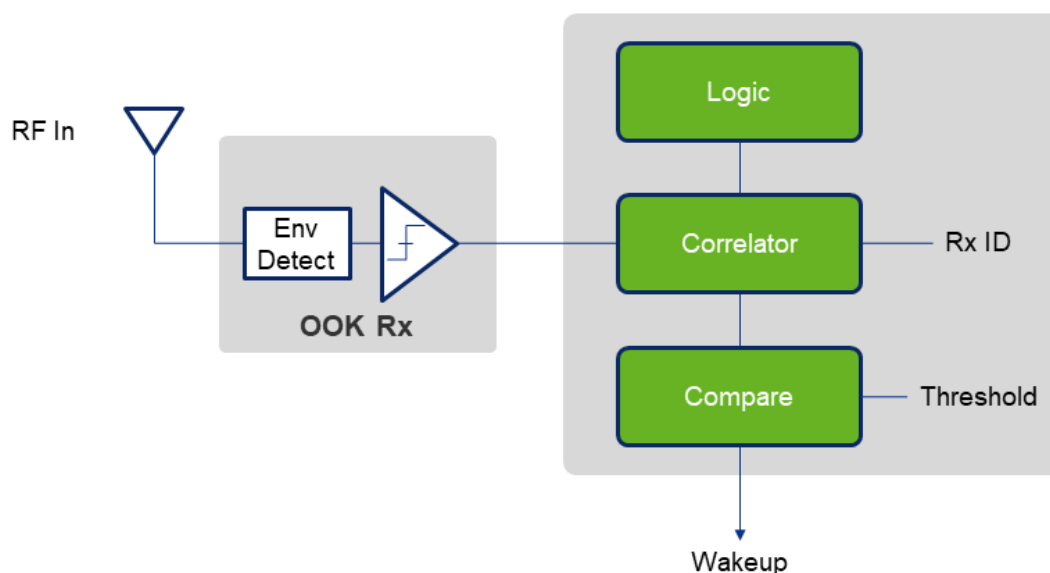 Logic
RF In
Env
Detect
Correlator
Rx ID
OOK Rx
Compare
Threshold
Wakeup